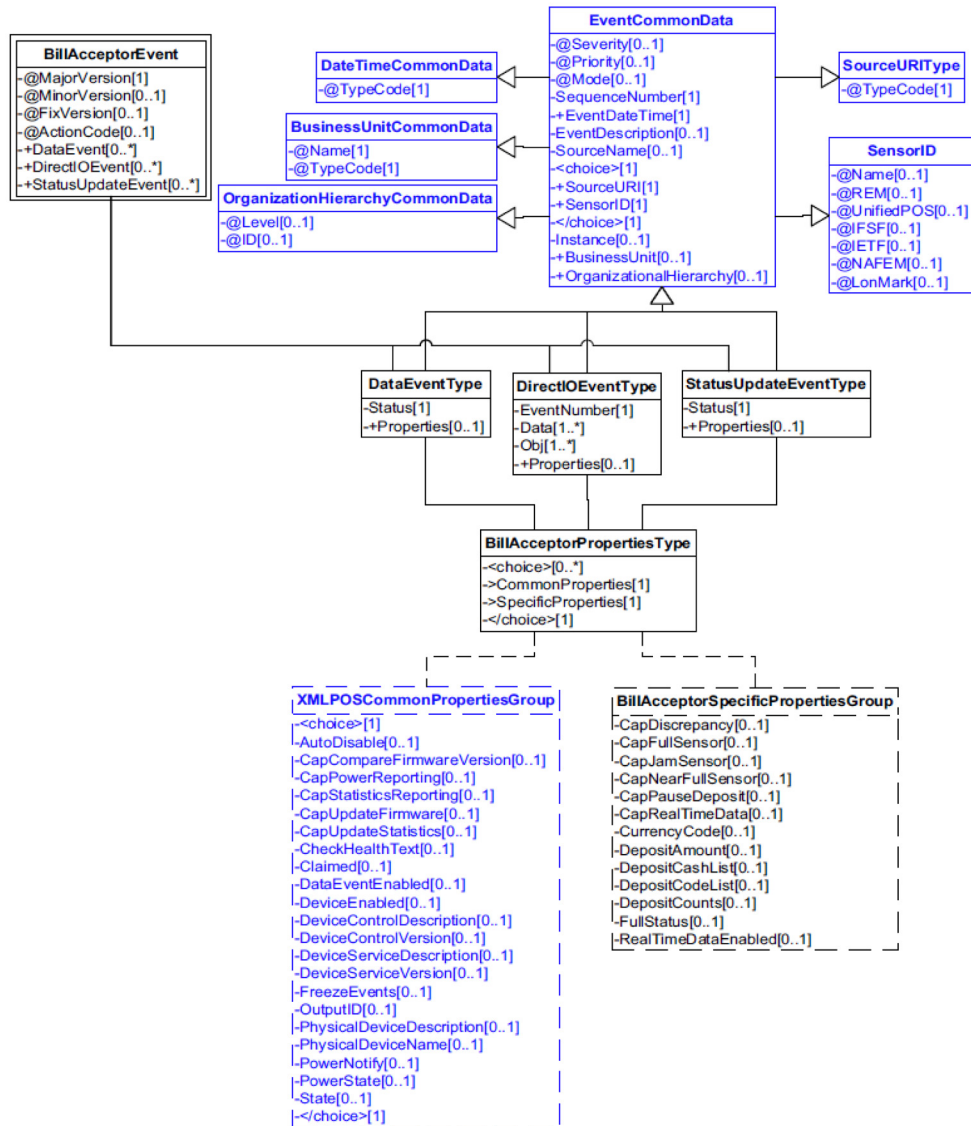 BillAcceptorEvent
-@MajorVersion[1]
-@MinorVersion[0..1]
-@FixVersion[0..1]
-@ActionCode[0..1]
-+DataEvent[0..*]
-+DirectIOEvent[0..*]
-+StatusUpdateEvent[0..*]
DateTimeCommonData
-@TypeCode[1]
BusinessUnitCommonData
-@Name[1]
-@TypeCode[1]
OrganizationHierarchyCommonData
-@Level[0..1]
-@ID[0..1]
EventCommonData
-@Severity[0..1]
-@Priority[0..1]
-@Mode[0..1]
-SequenceNumber[1]
-+EventDateTime[1]
-EventDescription[0..1]
-SourceName[0..1]
-<choice>[1]
-+SourceURI[1]
-+SensorID[1]
-</choice>[1]
-Instance[0..1]
-+BusinessUnit[0..1]
-+OrganizationalHierarchy[0..1]
SourceURIType
-@TypeCode[1]
SensorID
-@Name[0..1]
-@REM[0..1]
-@UnifiedPOS[0..1]
-@IFSF[0..1]
-@IETF[0..1]
-@NAFEM[0..1]
-@LonMark[0..1]
DataEventType
-Status[1]
-+Properties[0..1]
DirectIOEventType
-EventNumber[1]
-Data[1..*]
-Obj[1..*]
-+Properties[0..1]
StatusUpdateEventType
-Status[1]
-+Properties[0..1]
BillAcceptorPropertiesType
-<choice>[0..*]
->CommonProperties[1]
->SpecificProperties[1]
-</choice>[1]
XMLPOSCommonPropertiesGroup
-<choice>[1]
-AutoDisable[0..1]
-CapCompareFirmwareVersion[0..1]
-CapPowerReporting[0..1]
-CapStatisticsReporting[0..1]
-CapUpdateFirmware[0..1]
-CapUpdateStatistics[0..1]
-CheckHealthText[0..1]
-Claimed[0..1]
-DataEventEnabled[0..1]
-DeviceEnabled[0..1]
-DeviceControlDescription[0..1]
-DeviceControlVersion[0..1]
-DeviceServiceDescription[0..1]
-DeviceServiceVersion[0..1]
-FreezeEvents[0..1]
-OutputID[0..1]
-PhysicalDeviceDescription[0..1]
-PhysicalDeviceName[0..1]
-PowerNotify[0..1]
-PowerState[0..1]
-State[0..1]
-</choice>[1]
BillAcceptorSpecificPropertiesGroup
-CapDiscrepancy[0..1]
-CapFullSensor[0..1]
-CapJamSensor[0..1]
-CapNearFullSensor[0..1]
-CapPauseDeposit[0..1]
-CapRealTimeData[0..1]
-CurrencyCode[0..1]
-DepositAmount[0..1]
-DepositCashList[0..1]
-DepositCodeList[0..1]
-DepositCounts[0..1]
-FullStatus[0..1]
-RealTimeDataEnabled[0..1]